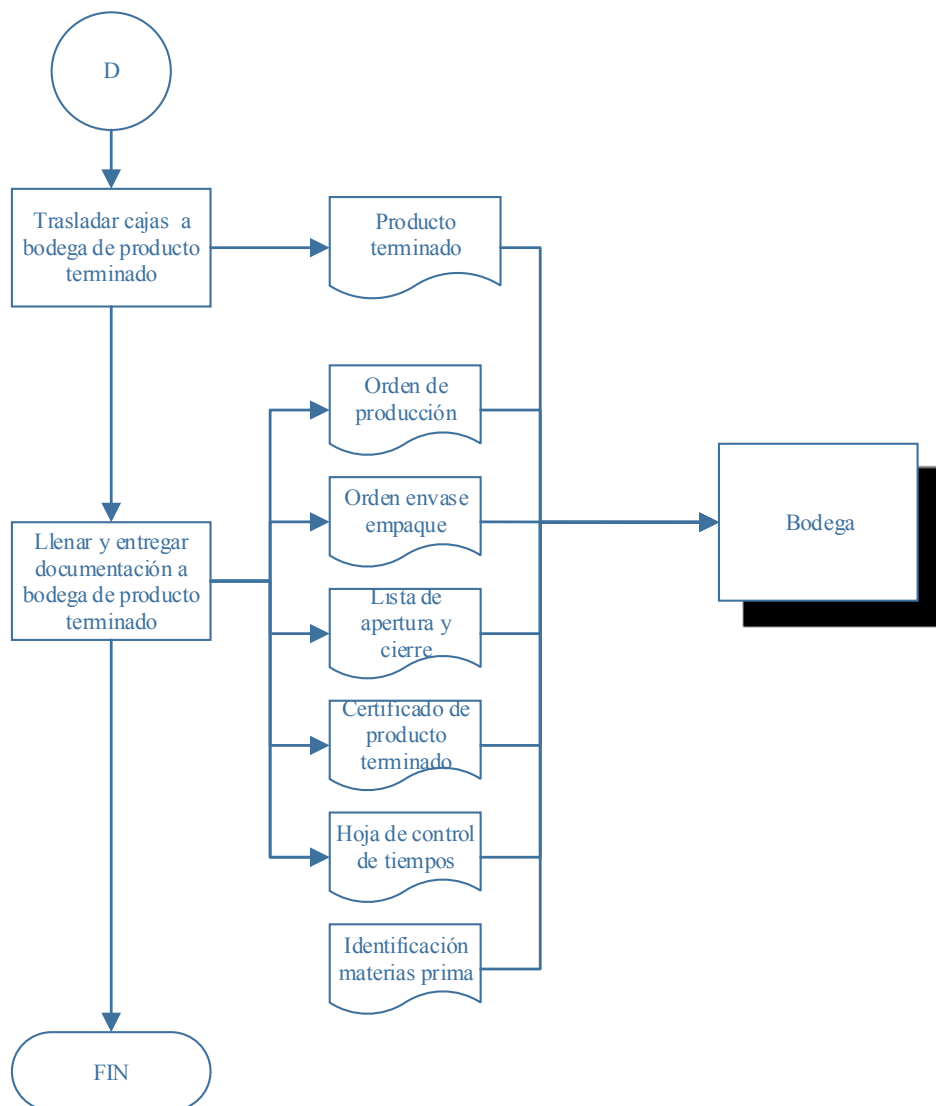 D
Trasladar cajas a
bodega de producto
terminado
Producto
terminado
Orden de
producción
Orden envase
empaque
Bodega
Llenar y entregar
documentación a
bodega de producto
terminado
Lista de
apertura y
cierre
Certificado de
producto
terminado
Hoja de control
de tiempos
Identificación
materias prima
FIN